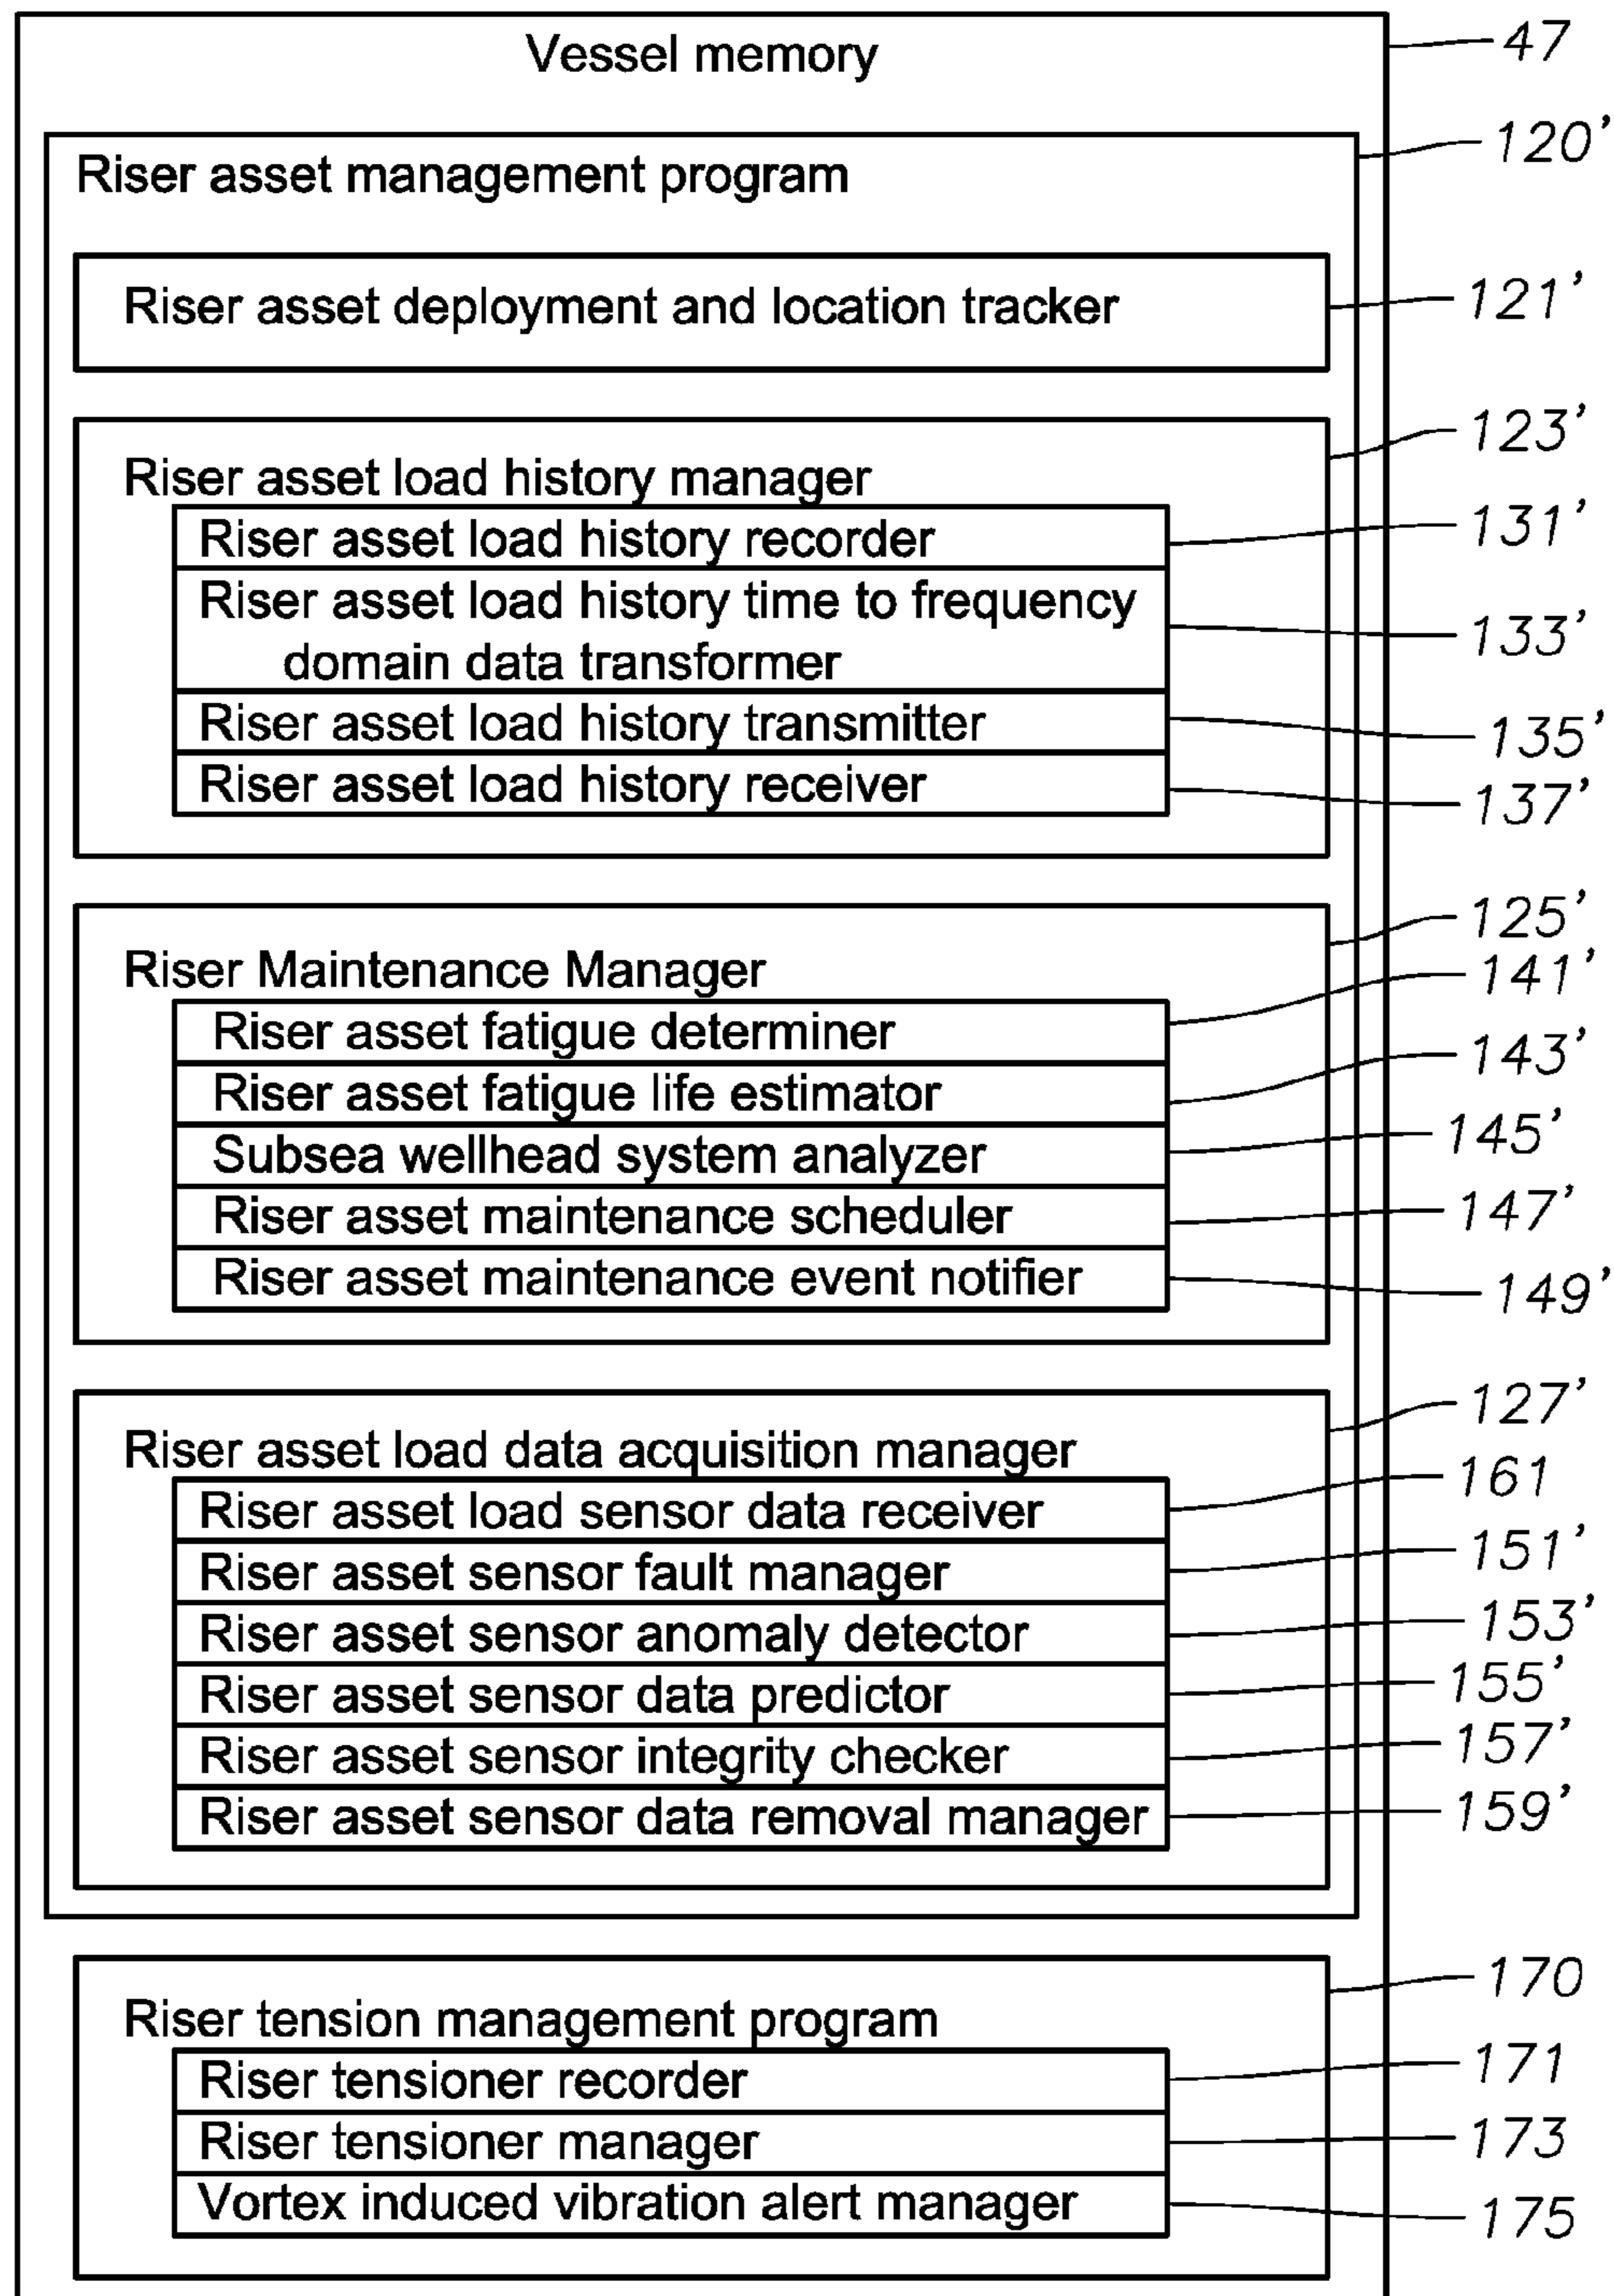 Vessel memory
47
120'
Riser asset management program
Riser asset deployment and location tracker
121'
123'
Riser asset load history manager
Riser asset load history recorder
131'
Riser asset load history time to frequency
domain data transformer
133'
Riser asset load history transmitter
135'
Riser asset load history receiver
137'
125'
Riser Maintenance Manager
141'
Riser asset fatigue determiner
Riser asset fatigue life estimator
143'
Subsea wellhead system analyzer
145'
Riser asset maintenance scheduler
147'
Riser asset maintenance event notifier
149'
127'
Riser asset load data acquisition manager
161
Riser asset load sensor data receiver
Riser asset sensor fault manager
151'
Riser asset sensor anomaly detector
153'
Riser asset sensor data predictor
155'
Riser asset sensor integrity checker
157'
Riser asset sensor data removal manager
159'
170
Riser tension management program
Riser tensioner recorder
171
Riser tensioner manager
173
Vortex induced vibration alert manager
175